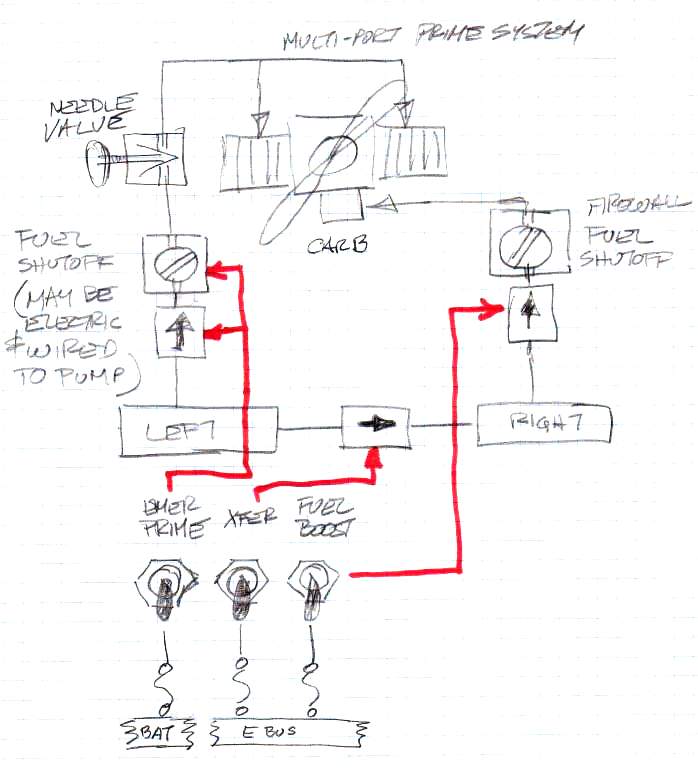 MULTI-PORT PRIME SYSTEM
NEEDLE
VALVE
CARB
FIREWALL
FUEL
SHUTOFF
FUEL
SHUTOFF
(MAY BE
ELECTRIC
& WIRED
TO PUMP)
LEFT
RIGHT
EMER
PRIME
XFER
FUEL
BOOST
BAT
E BUS